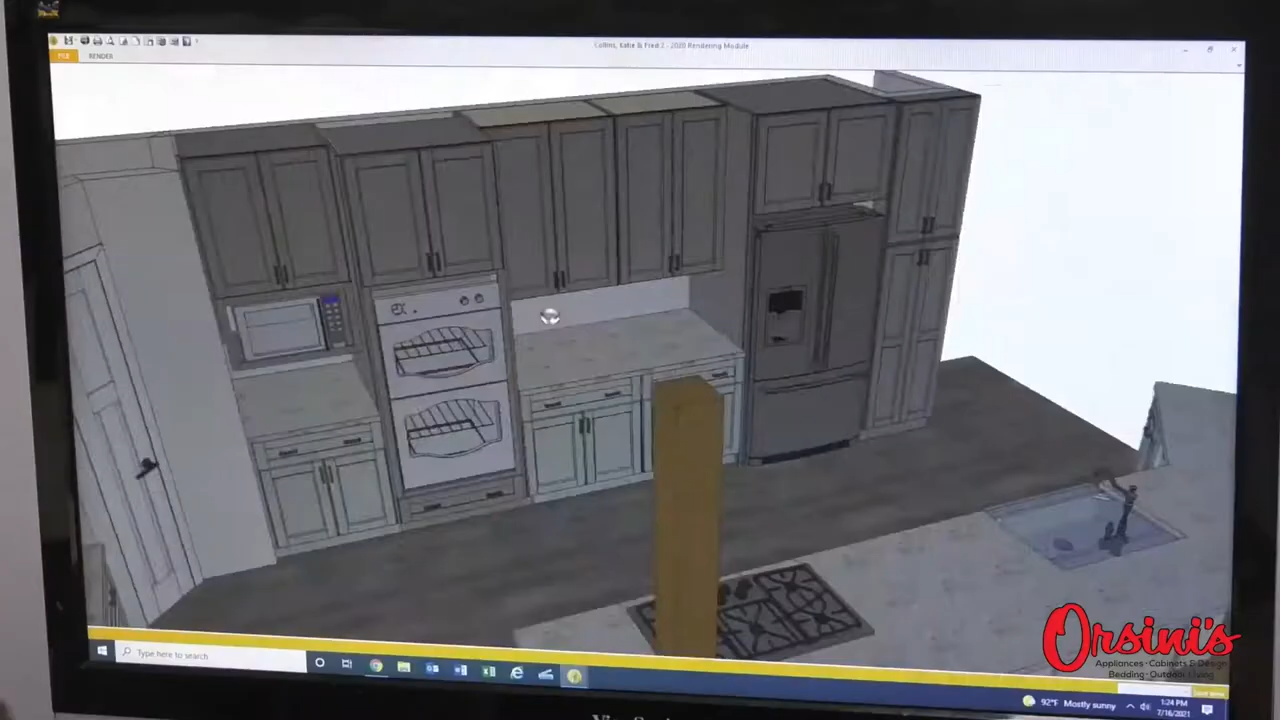 Collins, Katie & Fred 2 - 2020 Rendering Module
FILE
RENDER
Type here to search
92°F Mostly sunny
1:24 PM
7/16/2021
Orsini's
Appliances · Cabinets & Design
Bedding · Outdoor Living